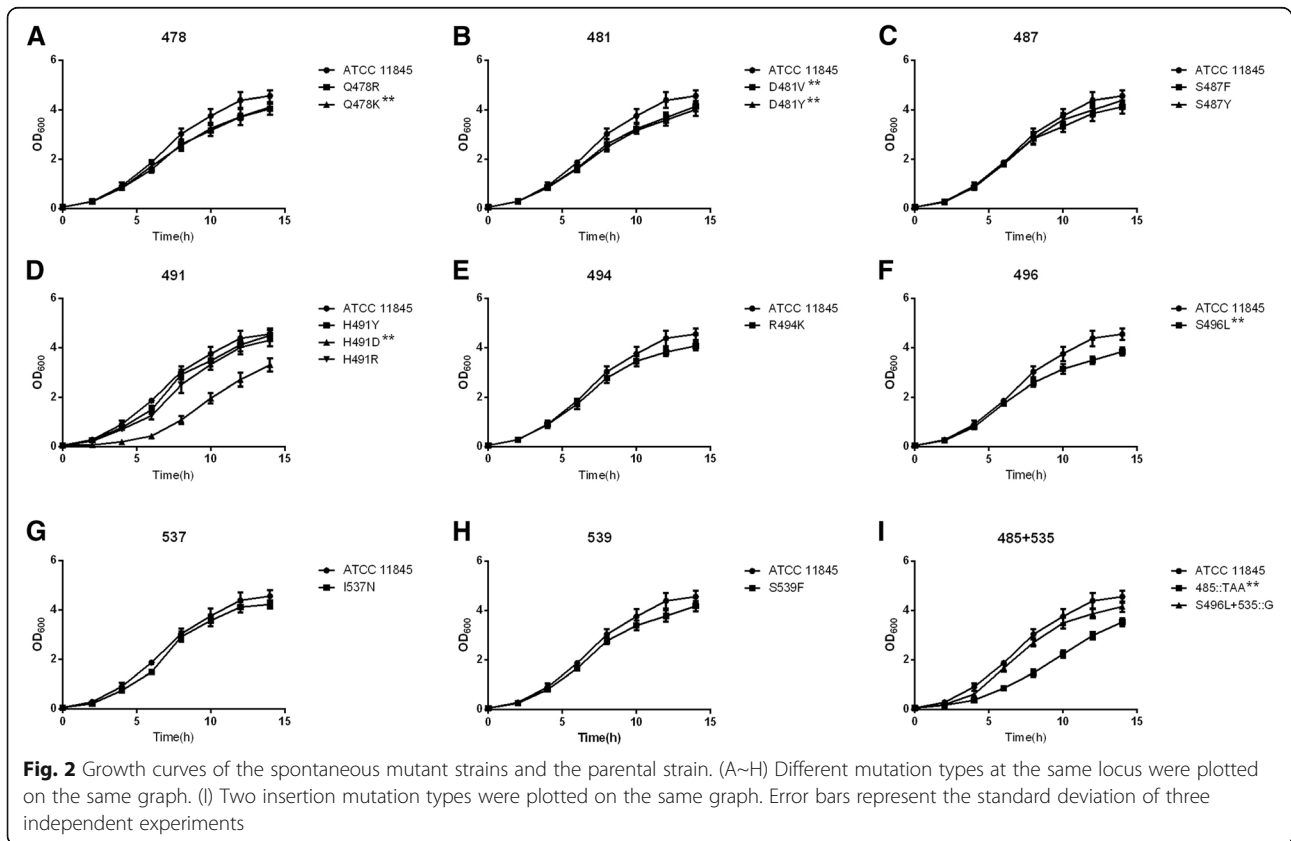 A
478
6
4
2
0
OD600
0
5
10
15
Time(h)
ATCC 11845
Q478R
Q478K**
B
481
6
4
2
0
OD600
0
5
10
15
Time(h)
ATCC 11845
D481V**
D481Y**
C
487
6
4
2
0
OD600
0
5
10
15
Time(h)
ATCC 11845
S487F
S487Y
D
491
6
4
2
0
OD600
0
5
10
15
Time(h)
ATCC 11845
H491Y
H491D**
H491R
E
494
6
4
2
0
OD600
0
5
10
15
Time(h)
ATCC 11845
R494K
F
496
6
4
2
0
OD600
0
5
10
15
Time(h)
ATCC 11845
S496L**
G
537
6
4
2
0
OD600
0
5
10
15
Time(h)
ATCC 11845
I537N
H
539
6
4
2
0
OD600
0
5
10
15
Time(h)
ATCC 11845
S539F
I
485+535
6
4
2
0
OD600
0
5
10
15
Time(h)
ATCC 11845
485::TAA**
S496L+535::G
Fig. 2 Growth curves of the spontaneous mutant strains and the parental strain. (A~H) Different mutation types at the same locus were plotted
on the same graph. (I) Two insertion mutation types were plotted on the same graph. Error bars represent the standard deviation of three
independent experiments